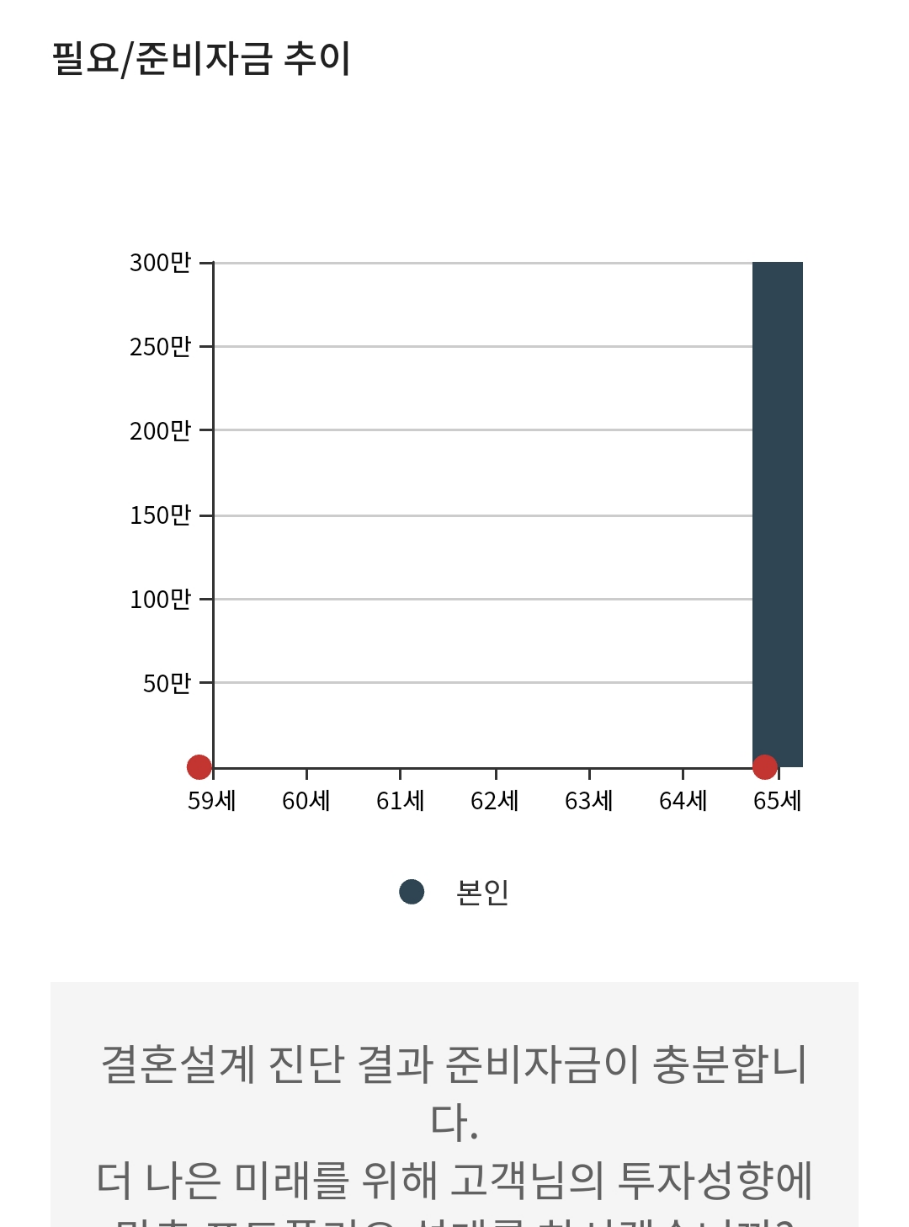 필요/준비자금 추이
300만
250만
200만
150만
100만
50만
59세 60세 61세 62세 63세 64세 65세
본인
결혼설계 진단 결과 준비자금이 충분합니
다.
더 나은 미래를 위해 고객님의 투자성향에